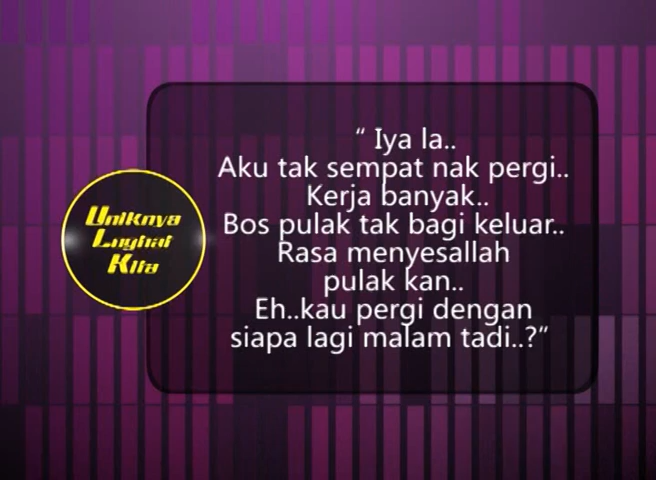 Uniknya
Loghat
Kita
“ Iya la..
Aku tak sempat nak pergi..
Kerja banyak..
Bos pulak tak bagi keluar..
Rasa menyesallah
pulak kan..
Eh..kau pergi dengan
siapa lagi malam tadi..?”